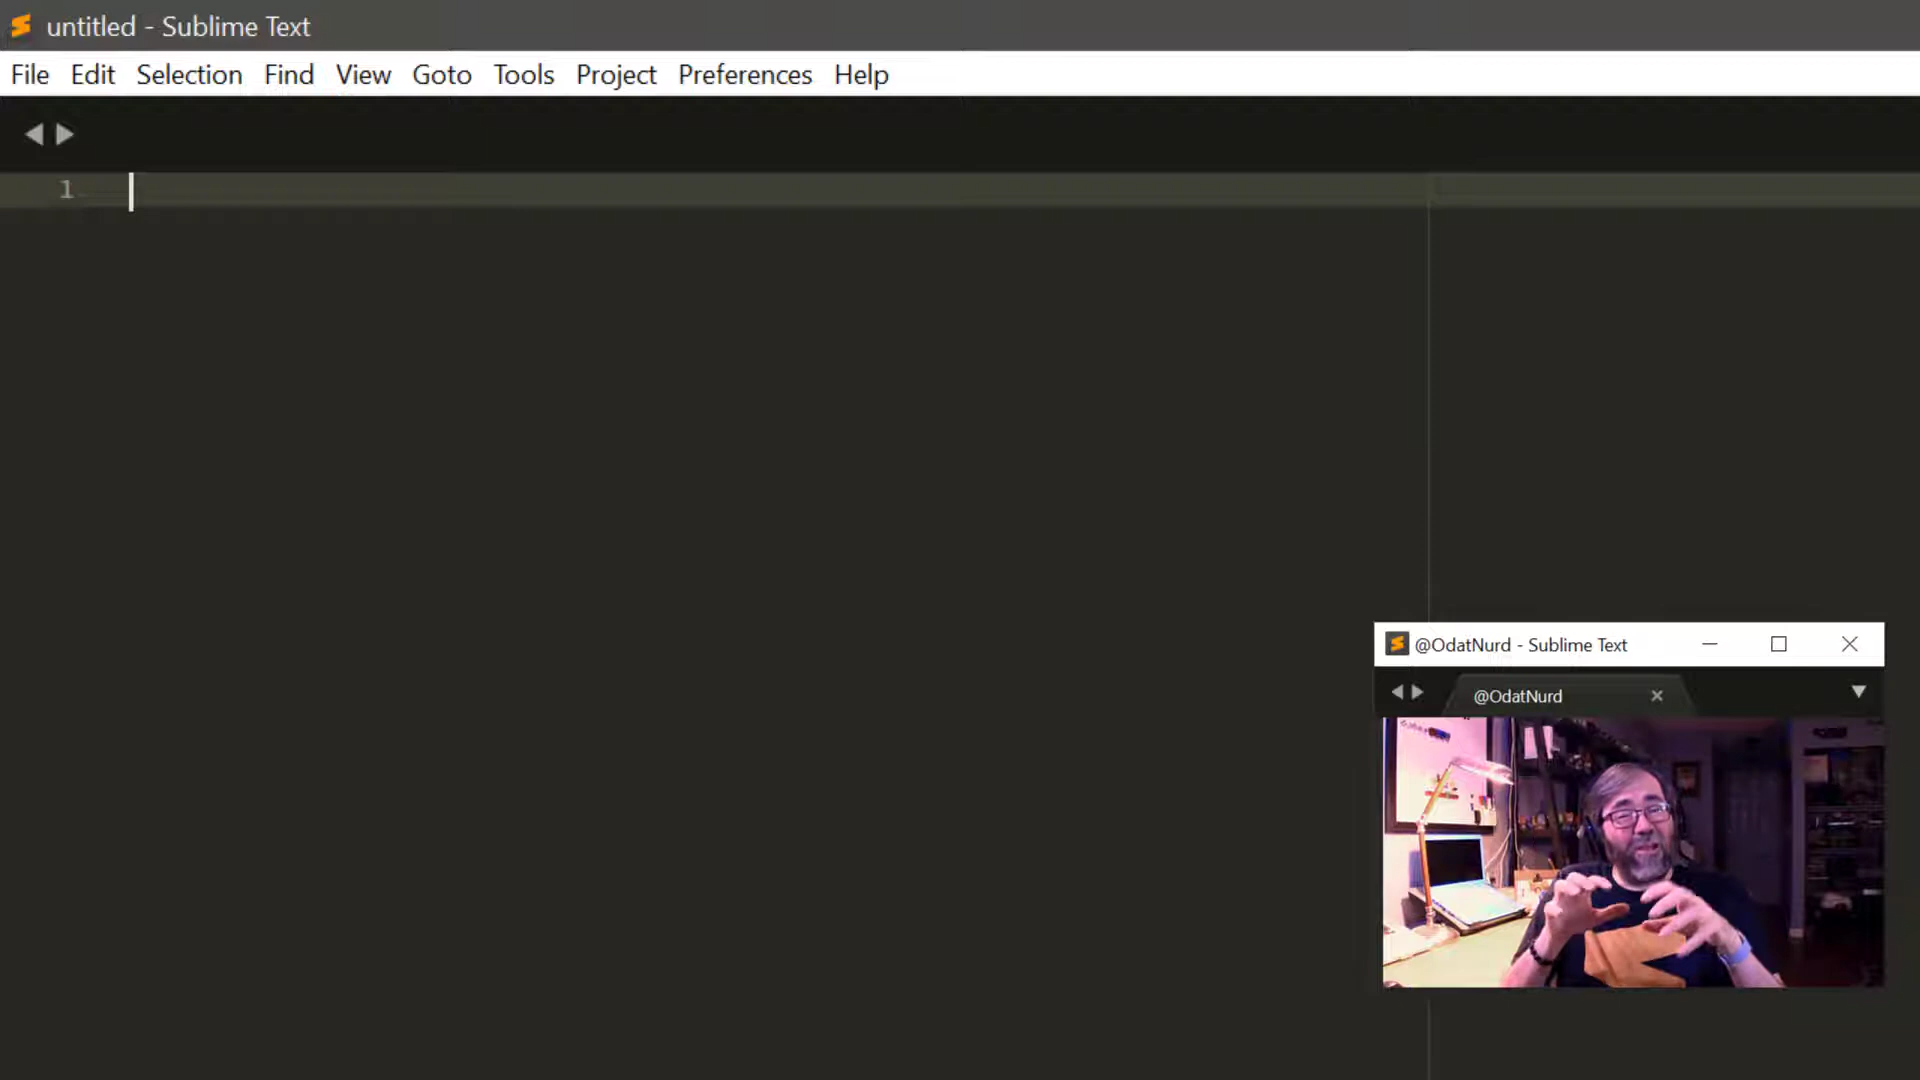 untitled - Sublime Text
File Edit Selection Find View Goto Tools Project Preferences Help
1
@OdatNurd - Sublime Text
@OdatNurd